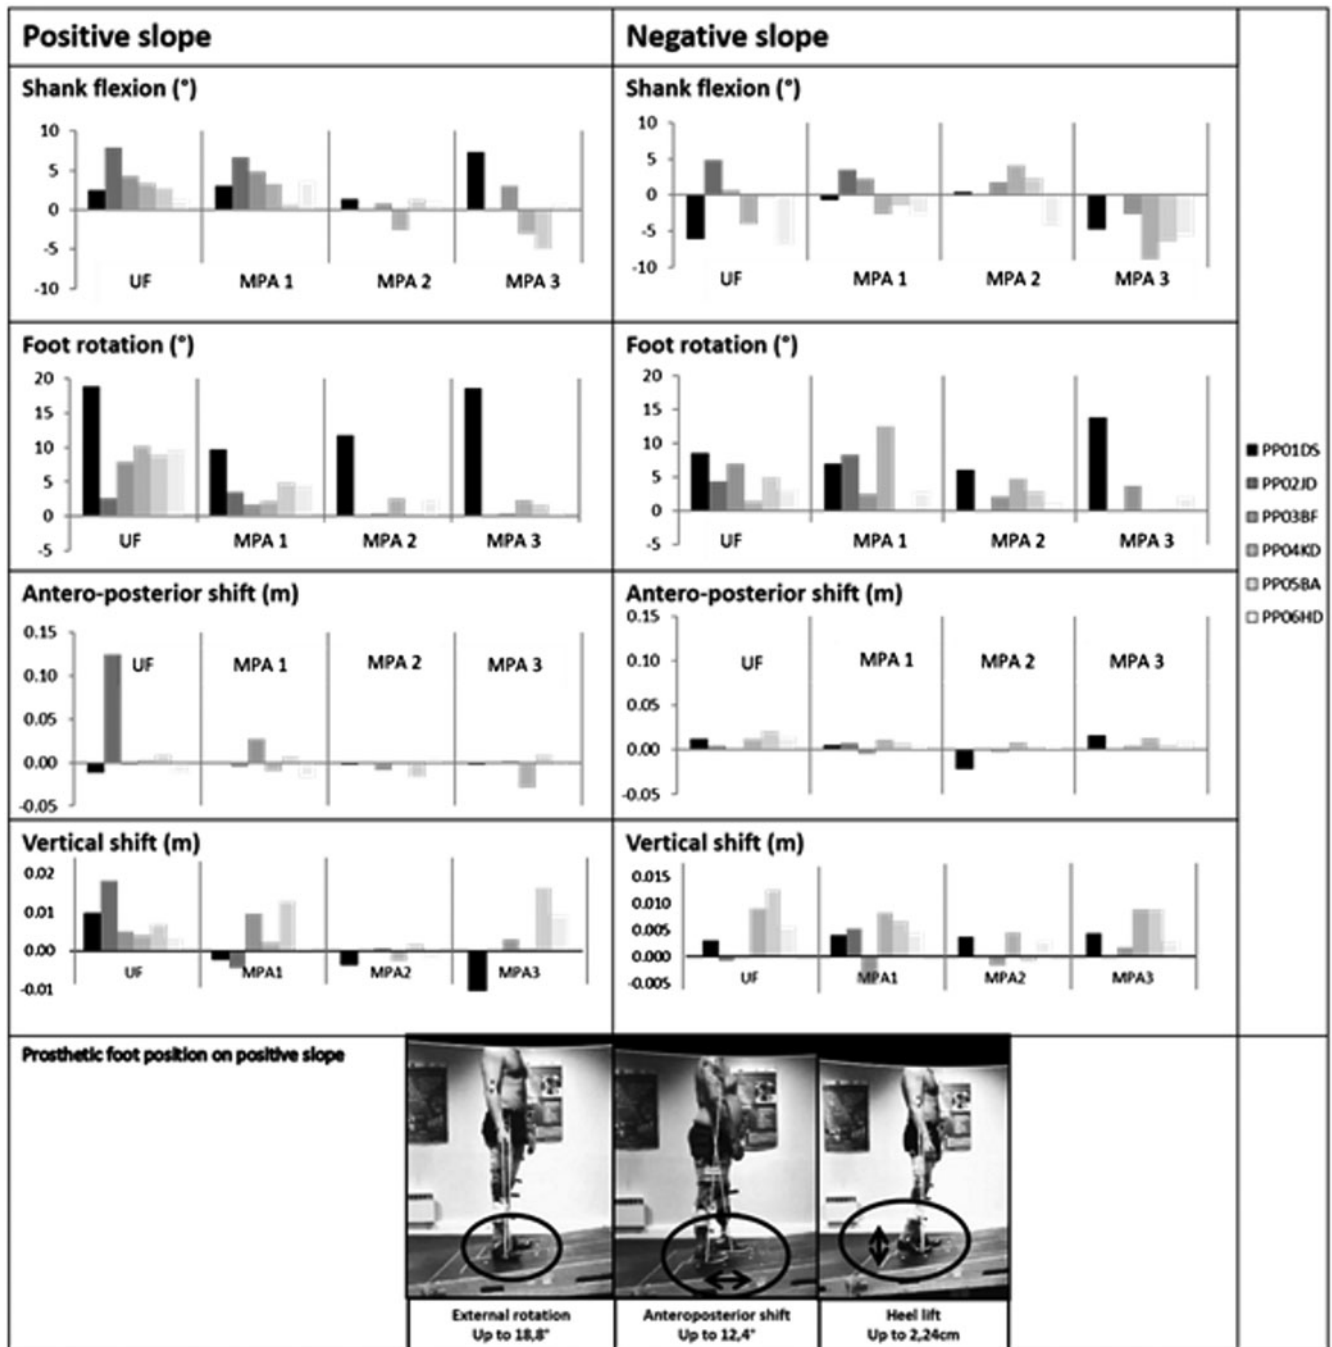 Positive slope
Negative slope
Shank flexion (°)
10
5
0
-5
-10
UF
MPA 1
MPA 2
MPA 3
Shank flexion (°)
10
5
0
-5
-10
UF
MPA 1
MPA 2
MPA 3
Foot rotation (°)
20
15
10
5
0
-5
UF
MPA 1
MPA 2
MPA 3
Foot rotation (°)
20
15
10
5
0
-5
UF
MPA 1
MPA 2
MPA 3
PP01DS
PP02JD
PP03BF
PP04KD
PP05BA
PP06HD
Antero-posterior shift (m)
0.15
0.10
0.05
0.00
-0.05
UF
MPA 1
MPA 2
MPA 3
Antero-posterior shift (m)
0.15
0.10
0.05
0.00
-0.05
UF
MPA 1
MPA 2
MPA 3
Vertical shift (m)
0.02
0.01
0.00
-0.01
UF
MPA1
MPA2
MPA3
Vertical shift (m)
0.015
0.010
0.005
0.000
-0.005
UF
MPA1
MPA2
MPA3
Prosthetic foot position on positive slope
External rotation
Up to 18,8°
Anteroposterior shift
Up to 12,4°
Heel lift
Up to 2,24cm